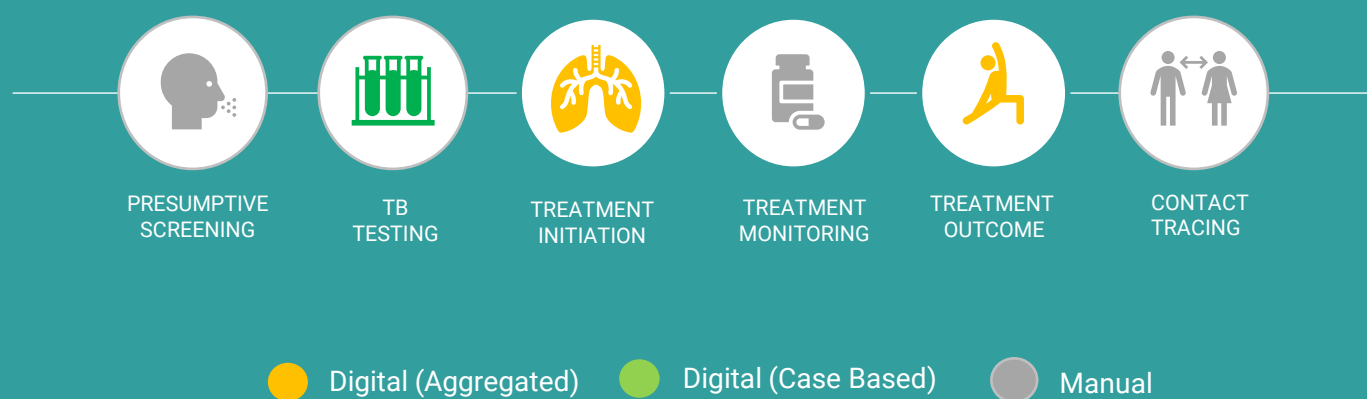 PRESUMPTIVE
SCREENING
TB
TESTING
TREATMENT
INITIATION
TREATMENT
MONITORING
TREATMENT
OUTCOME
CONTACT
TRACING
Digital (Aggregated)
Digital (Case Based)
Manual